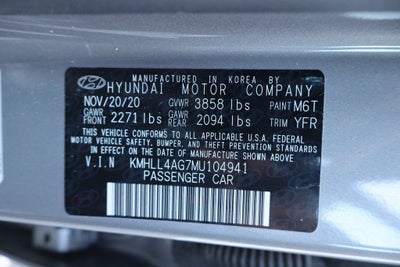 MANUFACTURED IN KOREA BY
HYUNDAI MOTOR COMPANY
NOV/20/20 GVWR 3858 lbs PAINT M6T
GAWR FRONT 2271 lbs GAWR REAR 2094 lbs TRIM YFR
THIS VEHICLE CONFORMS TO ALL APPLICABLE U.S.A. FEDERAL
MOTOR VEHICLE SAFETY BUMPER, AND THEFT PREVENTION STANDARDS
IN EFFECT ON THE DATE OF MANUFACTURE SHOWN ABOVE.
V.I.N KMHLL4AG7MU104941
PASSENGER CAR